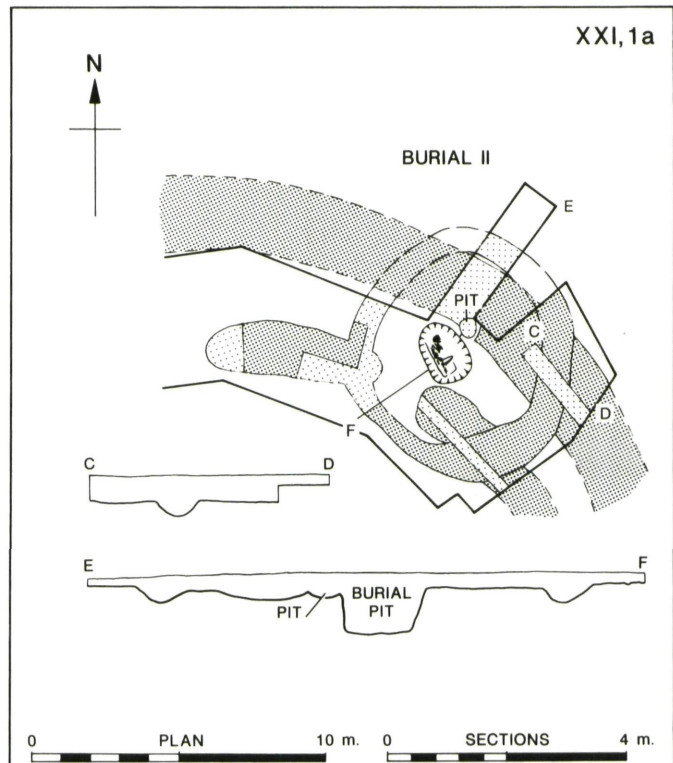 XXI,1a
N
BURIAL II
E
PIT
C
F
D
C D
E F
BURIAL
PIT
PIT
0 PLAN 10 m. 0 SECTIONS 4 m.